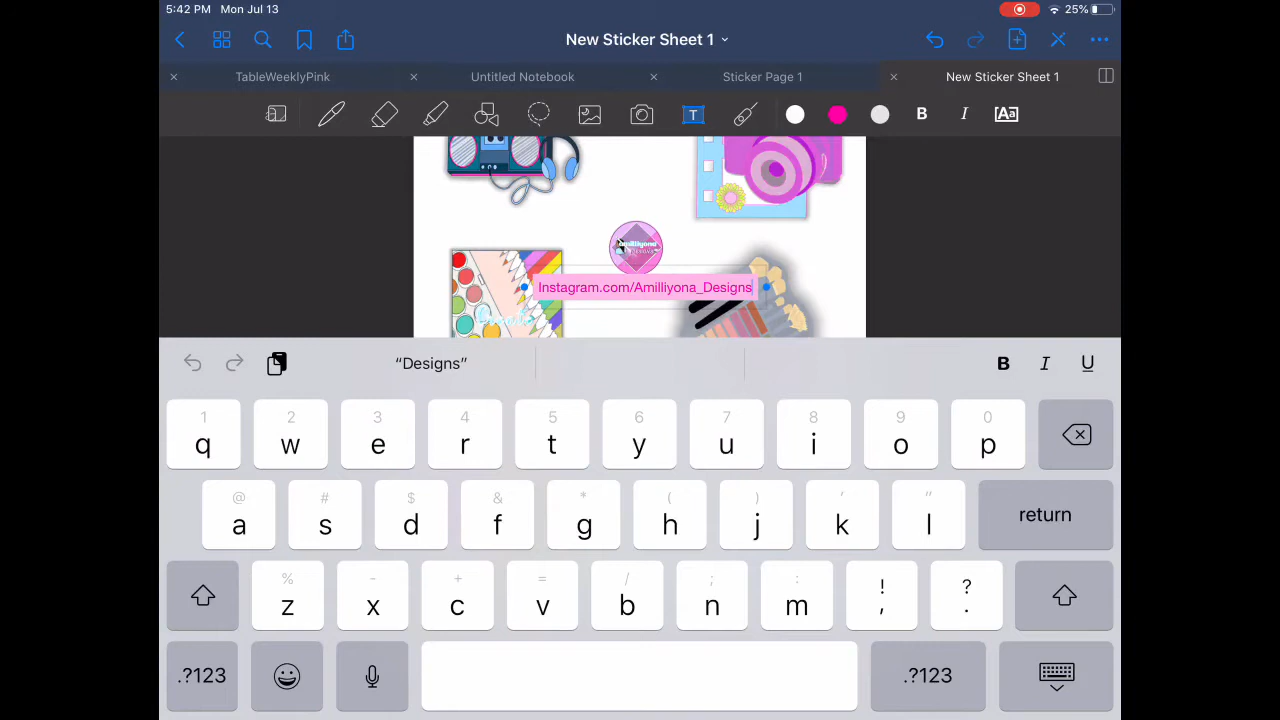 5:42 PM Mon Jul 13
25%
New Sticker Sheet 1
TableWeeklyPink
Untitled Notebook
Sticker Page 1
New Sticker Sheet 1
T
B I [Aa]
amilliyona
Instagram.com/Amilliyona_Designs
“Designs”
B I U
1 2 3 4 5 6 7 8 9 0
q w e r t y u i o p
@ # $ & * ( ) ' "
a s d f g h j k l return
% - + = / ; : ! ?
z x c v b n m , .
.?123 .?123